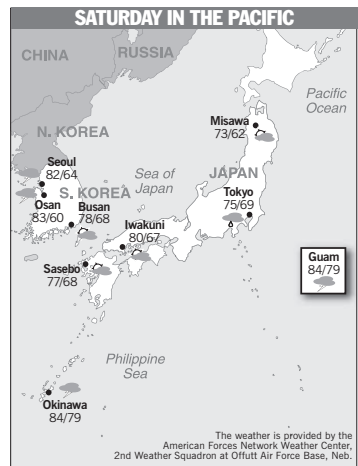 SATURDAY IN THE PACIFIC
CHINA
RUSSIA
Pacific
Ocean
N. KOREA
Misawa
73/62
Seoul
82/64
Sea of
Japan
JAPAN
S. KOREA
Osan
83/60
Busan
78/68
Tokyo
75/69
Iwakuni
80/67
Guam
84/79
Sasebo
77/68
Philippine
Sea
Okinawa
84/79
The weather is provided by the
American Forces Network Weather Center,
2nd Weather Squadron at Offutt Air Force Base, Neb.